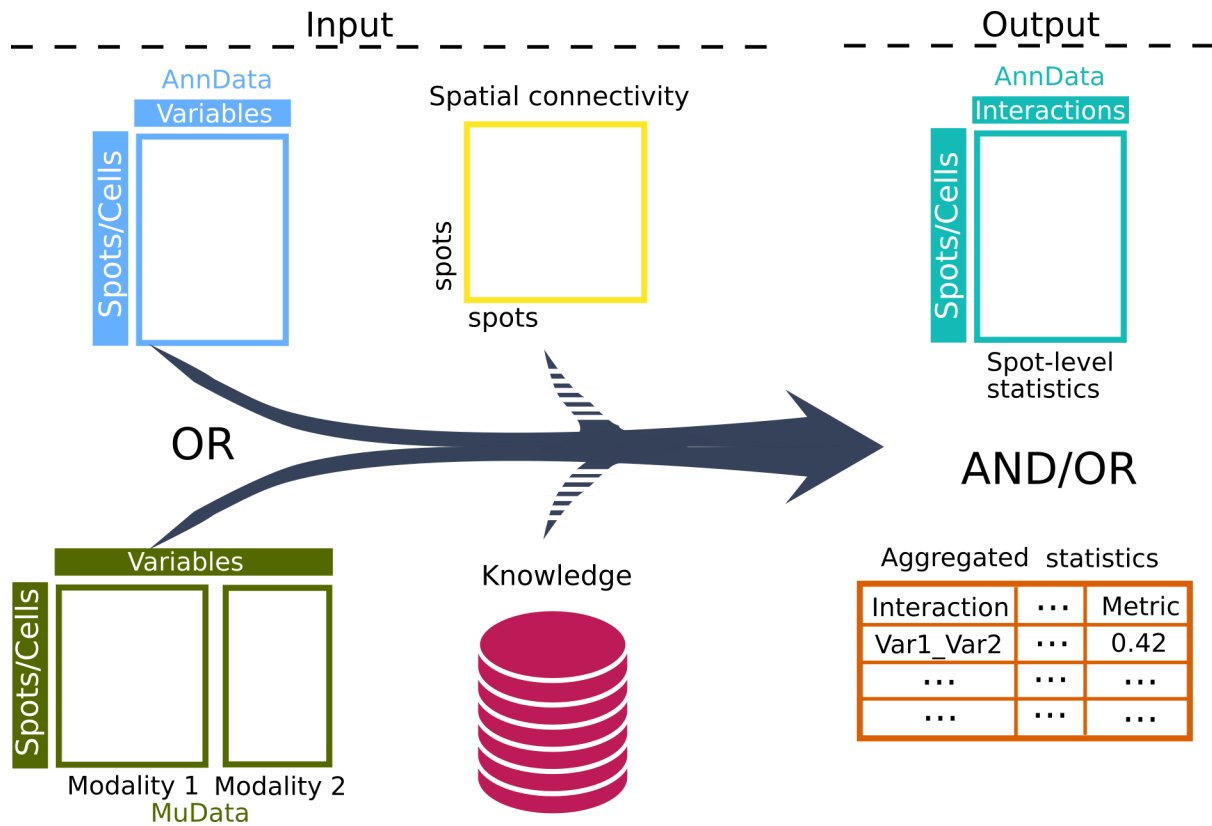 Input
Output
AnnData
Variables
Spots/Cells
Spatial connectivity
spots
spots
AnnData
Interactions
Spots/Cells
Spot-level
statistics
OR
AND/OR
Variables
Spots/Cells
Modality 1
Modality 2
MuData
Knowledge
Aggregated statistics
Interaction ... Metric
Var1_Var2 ... 0.42
... ... ...
... ... ...